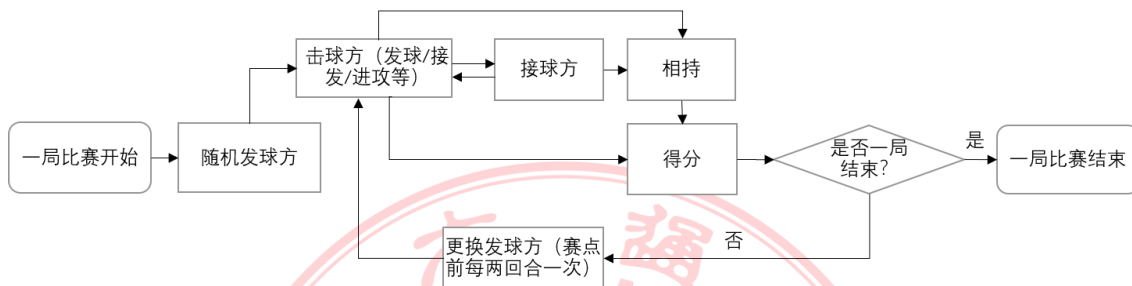 一局比赛开始
随机发球方
击球方（发球/接
发/进攻等）
接球方
相持
得分
是否一局
结束?
是
一局比赛结束
否
更换发球方（赛点
前每两回合一次）